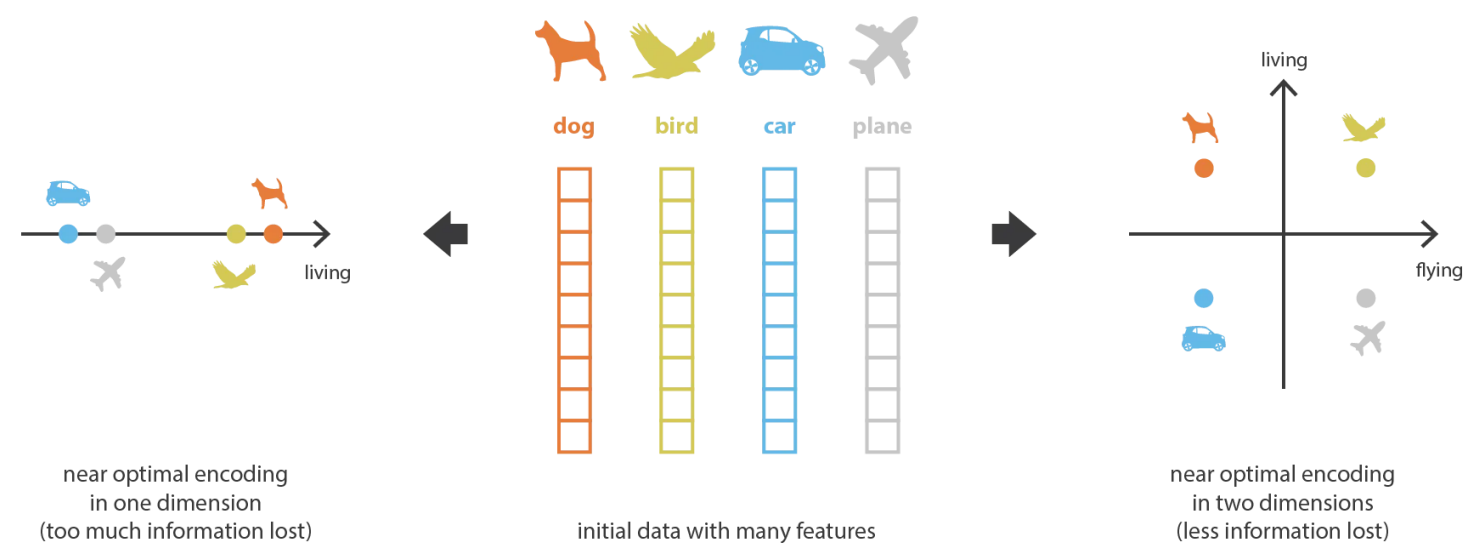 dog
bird
car
plane
living
near optimal encoding
in one dimension
(too much information lost)
initial data with many features
living
flying
near optimal encoding
in two dimensions
(less information lost)